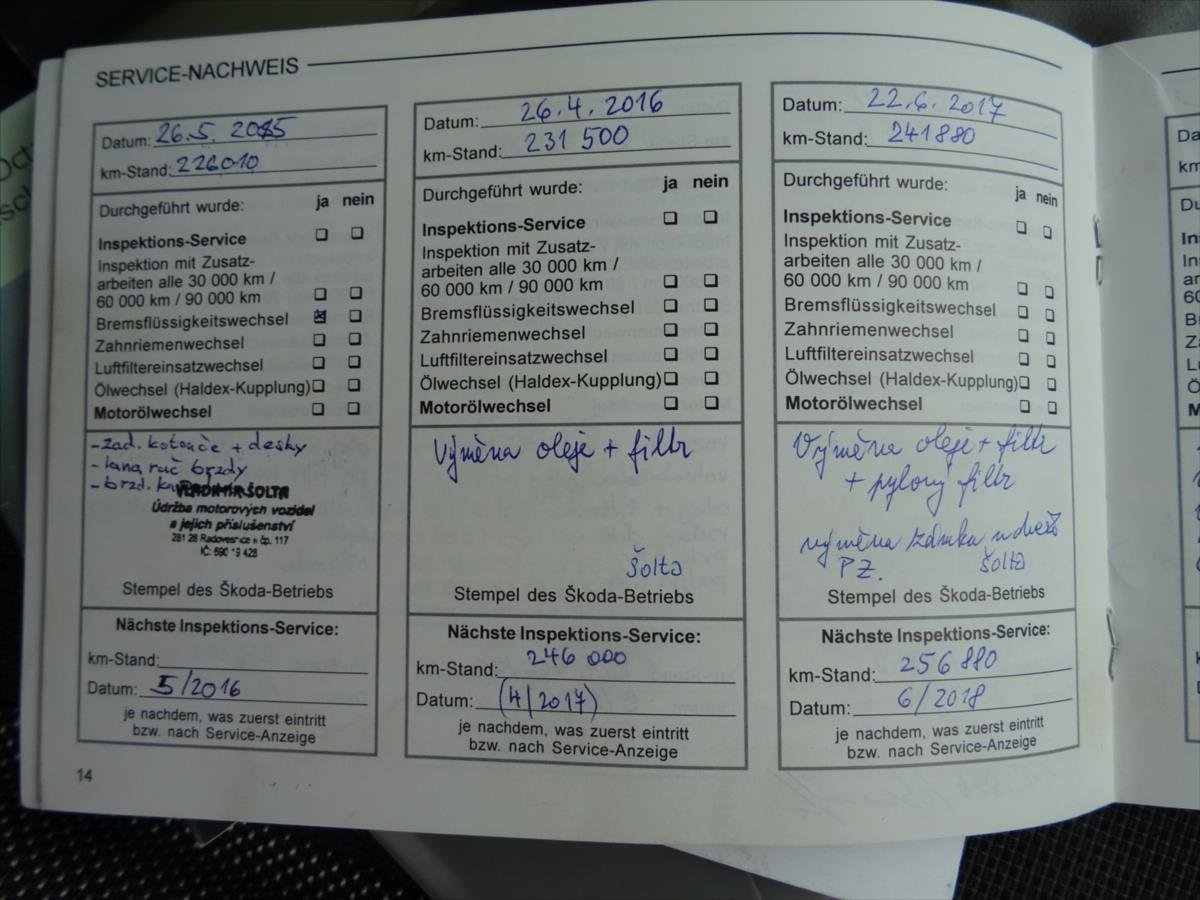 SERVICE-NACHWEIS
Datum: 26.5.2015
km-Stand: 226010
Durchgeführt wurde: ja nein
Inspektions-Service
Inspektion mit Zusatz-
arbeiten alle 30 000 km /
60 000 km / 90 000 km
Bremsflüssigkeitswechsel
Zahnriemenwechsel
Luftfiltereinsatzwechsel
Ölwechsel (Haldex-Kupplung)
Motorölwechsel
- zad. kotouče + desky
- lana ruč brzdy
- brzd.
VLADIMÍR ŠOLTA
Údržba motorových vozidel
a jejich příslušenství
281 28 Radovesnice čp. 117
IČ:
Stempel des Škoda-Betriebs
Nächste Inspektions-Service:
km-Stand:
Datum: 5/2016
je nachdem, was zuerst eintritt
bzw. nach Service-Anzeige
14
Datum: 26.4.2016
km-Stand: 231 500
Durchgeführt wurde: ja nein
Inspektions-Service
Inspektion mit Zusatz-
arbeiten alle 30 000 km /
60 000 km / 90 000 km
Bremsflüssigkeitswechsel
Zahnriemenwechsel
Luftfiltereinsatzwechsel
Ölwechsel (Haldex-Kupplung)
Motorölwechsel
Výměna oleje + filtr
Šolta
Stempel des Škoda-Betriebs
Nächste Inspektions-Service:
km-Stand: 246 000
Datum: (4/2017)
je nachdem, was zuerst eintritt
bzw. nach Service-Anzeige
Datum: 22.6.2017
km-Stand: 241880
Durchgeführt wurde: ja nein
Inspektions-Service
Inspektion mit Zusatz-
arbeiten alle 30 000 km /
60 000 km / 90 000 km
Bremsflüssigkeitswechsel
Zahnriemenwechsel
Luftfiltereinsatzwechsel
Ölwechsel (Haldex-Kupplung)
Motorölwechsel
Výměna oleje + filtr
+ pylový filtr
výměna zámku
PZ. Šolta
Stempel des Škoda-Betriebs
Nächste Inspektions-Service:
km-Stand: 256 880
Datum: 6/2018
je nachdem, was zuerst eintritt
bzw. nach Service-Anzeige